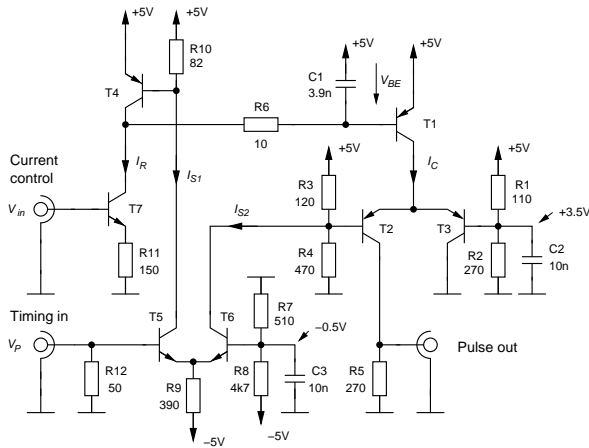 +5V
+5V
R10
82
T4
+5V
C1
3.9n
V_BE
+5V
T1
R6
10
Current
control
V_in
I_R
I_S1
T7
R11
150
I_C
+5V
R3
120
I_S2
R4
470
T2
T3
+5V
R1
110
+3.5V
R2
270
C2
10n
Timing in
V_P
T5
T6
R7
510
−0.5V
R12
50
R9
390
R8
4k7
C3
10n
−5V
−5V
R5
270
Pulse out